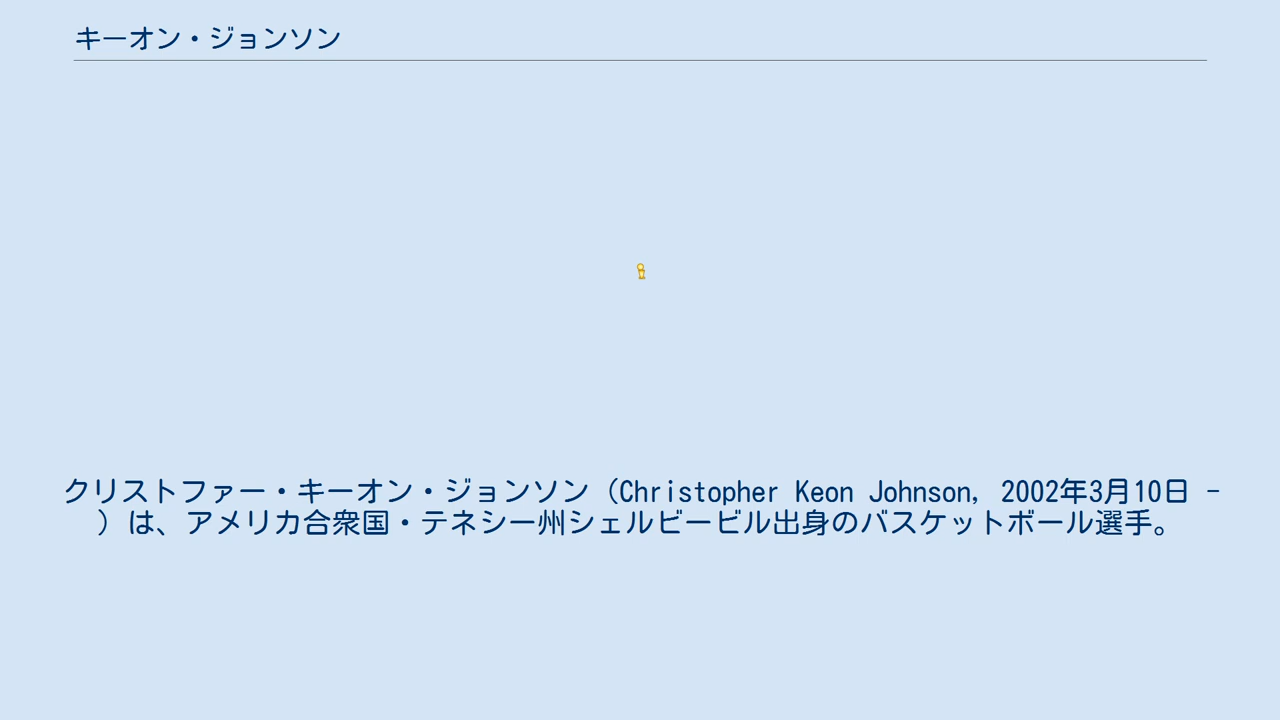 キーオン・ジョンソン
クリストファー・キーオン・ジョンソン（Christopher Keon Johnson, 2002年3月10日 -
）は、アメリカ合衆国・テネシー州シェルビービル出身のバスケットボール選手。